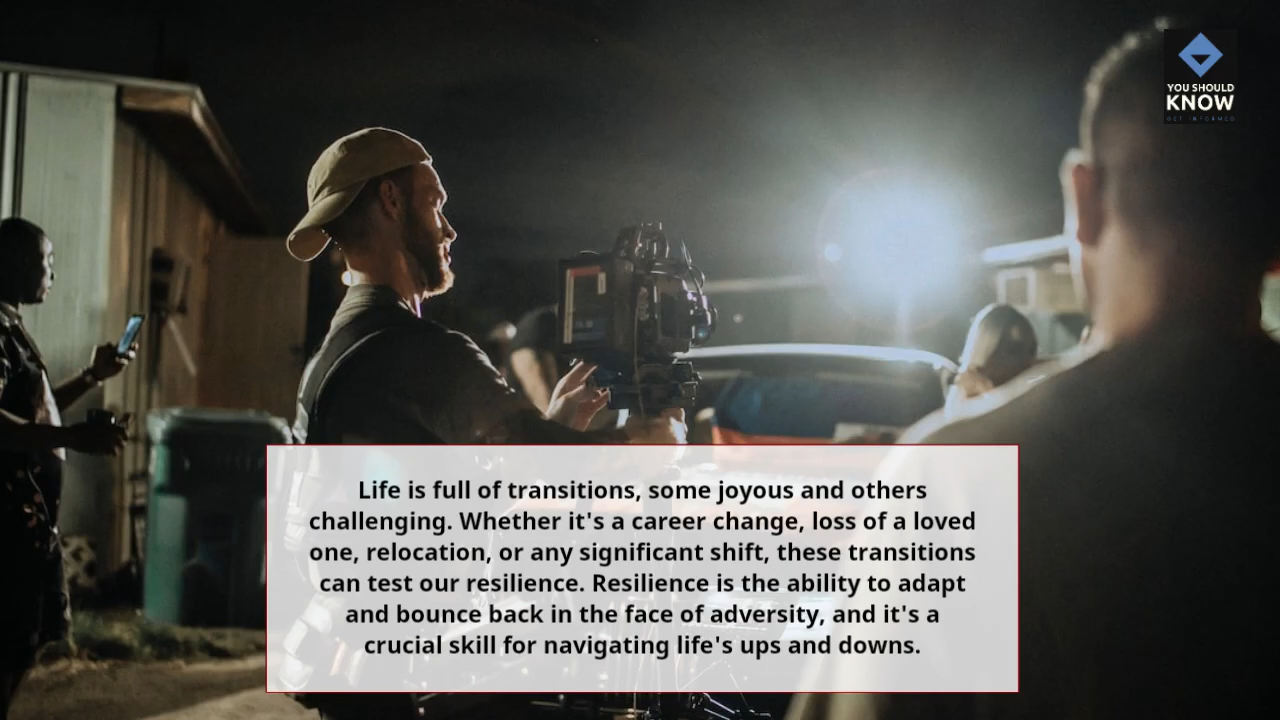 YOU SHOULD
KNOW
GET INFORMED
Life is full of transitions, some joyous and others
challenging. Whether it's a career change, loss of a loved
one, relocation, or any significant shift, these transitions
can test our resilience. Resilience is the ability to adapt
and bounce back in the face of adversity, and it's a
crucial skill for navigating life's ups and downs.